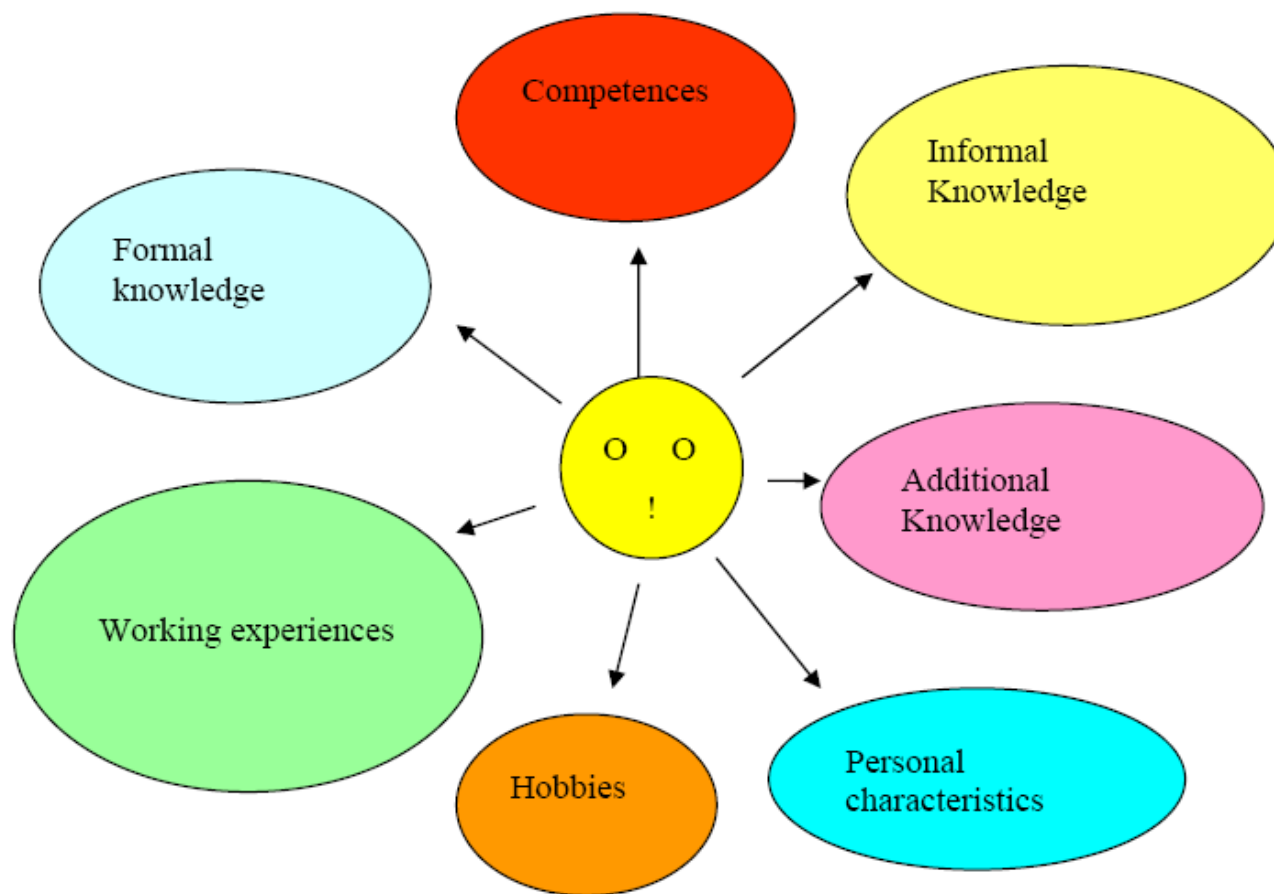 Competences
Informal
Knowledge
Formal
knowledge
O O
!
Additional
Knowledge
Working experiences
Hobbies
Personal
characteristics